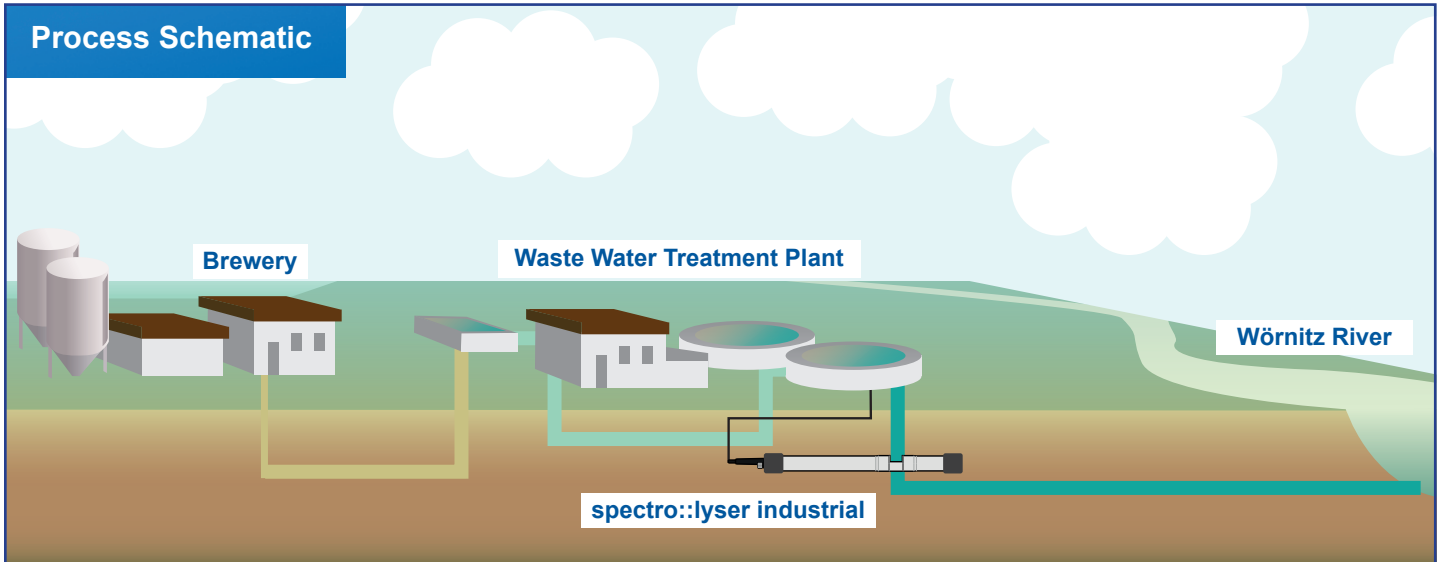 Process Schematic
Brewery
Waste Water Treatment Plant
Wörnitz River
spectro::lyser industrial